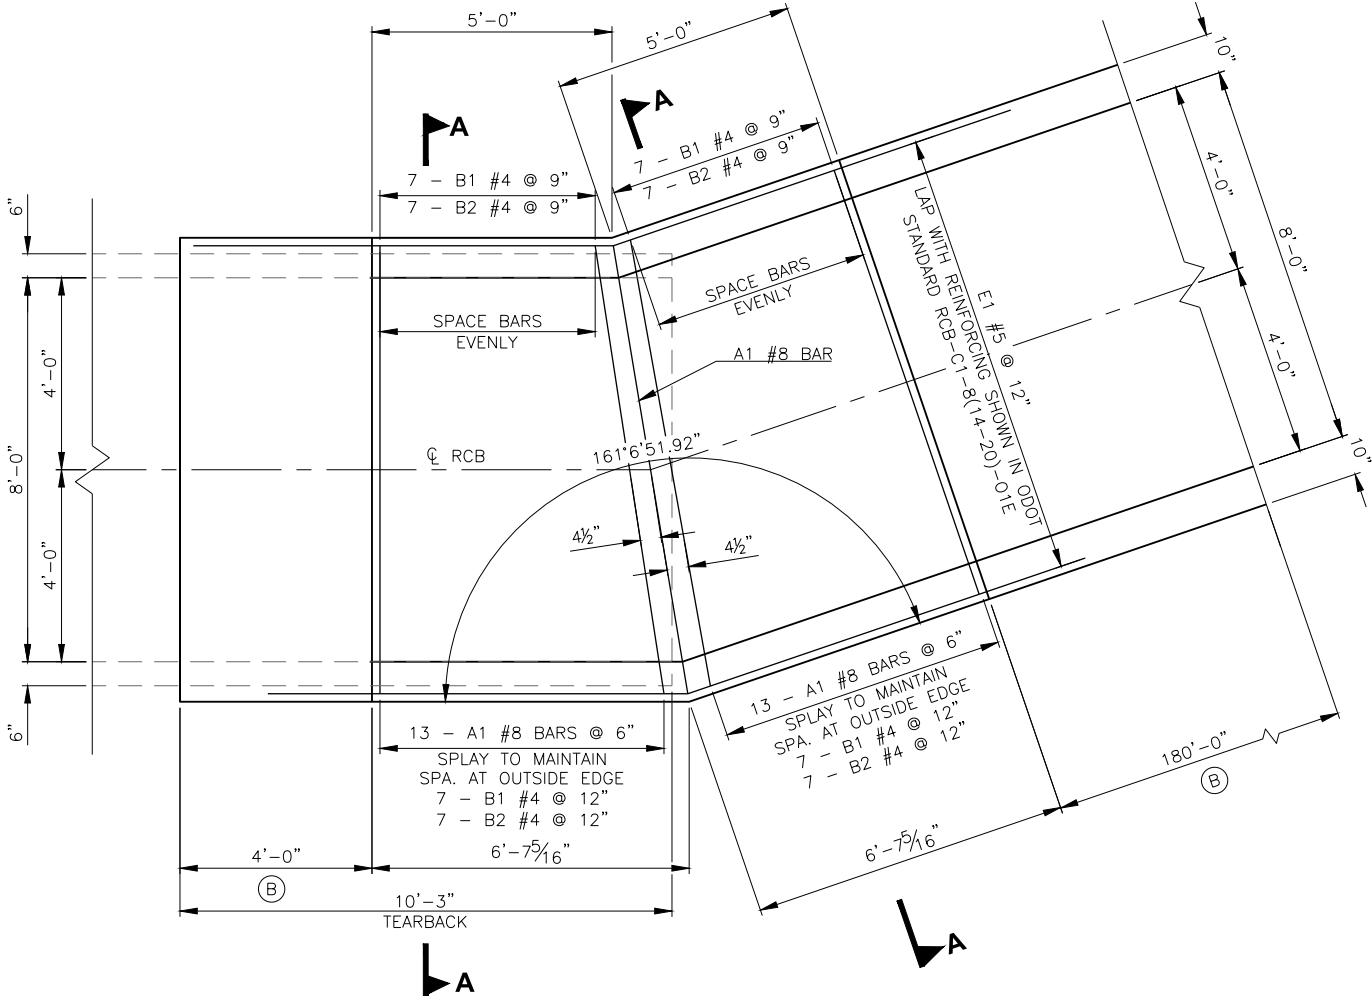 5'-0"
5'-0"
10"
A
A
7 - B1 #4 @ 9"
7 - B2 #4 @ 9"
7 - B1 #4 @ 9"
7 - B2 #4 @ 9"
4'-0"
8'-0"
6"
SPACE BARS
EVENLY
SPACE BARS
EVENLY
LAP WITH REINFORCING SHOWN IN ODOT
STANDARD RCB-C1-8(14-20)-01E
E1 #5 @ 12"
A1 #8 BAR
4'-0"
4'-0"
8'-0"
℄ RCB
161°6'51.92"
10"
4½"
4½"
4'-0"
6"
13 - A1 #8 BARS @ 6"
SPLAY TO MAINTAIN
SPA. AT OUTSIDE EDGE
7 - B1 #4 @ 12"
7 - B2 #4 @ 12"
13 - A1 #8 BARS @ 6"
SPLAY TO MAINTAIN
SPA. AT OUTSIDE EDGE
7 - B1 #4 @ 12"
7 - B2 #4 @ 12"
180'-0"
B
4'-0"
B
6'-7 5/16"
6'-7 5/16"
10'-3"
TEARBACK
A
A